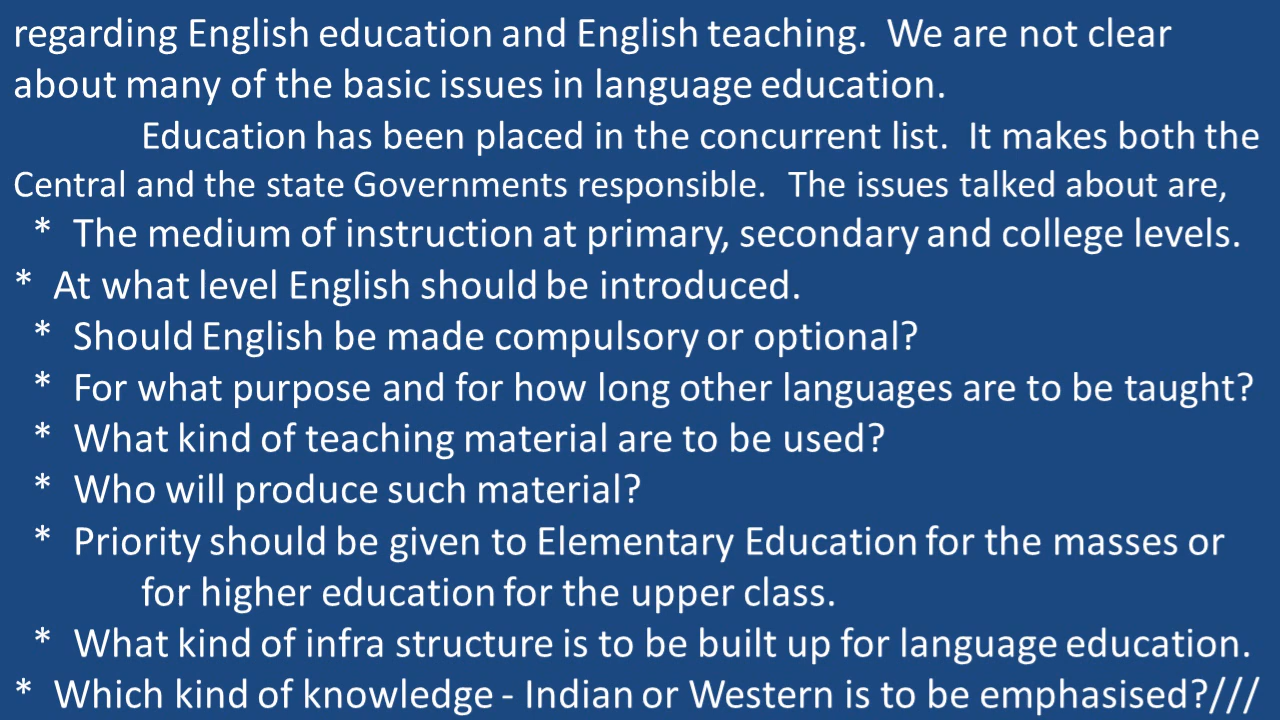 regarding English education and English teaching.  We are not clear
about many of the basic issues in language education.
Education has been placed in the concurrent list.  It makes both the
Central and the state Governments responsible.  The issues talked about are,
*  The medium of instruction at primary, secondary and college levels.
*  At what level English should be introduced.
*  Should English be made compulsory or optional?
*  For what purpose and for how long other languages are to be taught?
*  What kind of teaching material are to be used?
*  Who will produce such material?
*  Priority should be given to Elementary Education for the masses or
for higher education for the upper class.
*  What kind of infra structure is to be built up for language education.
*  Which kind of knowledge - Indian or Western is to be emphasised?///